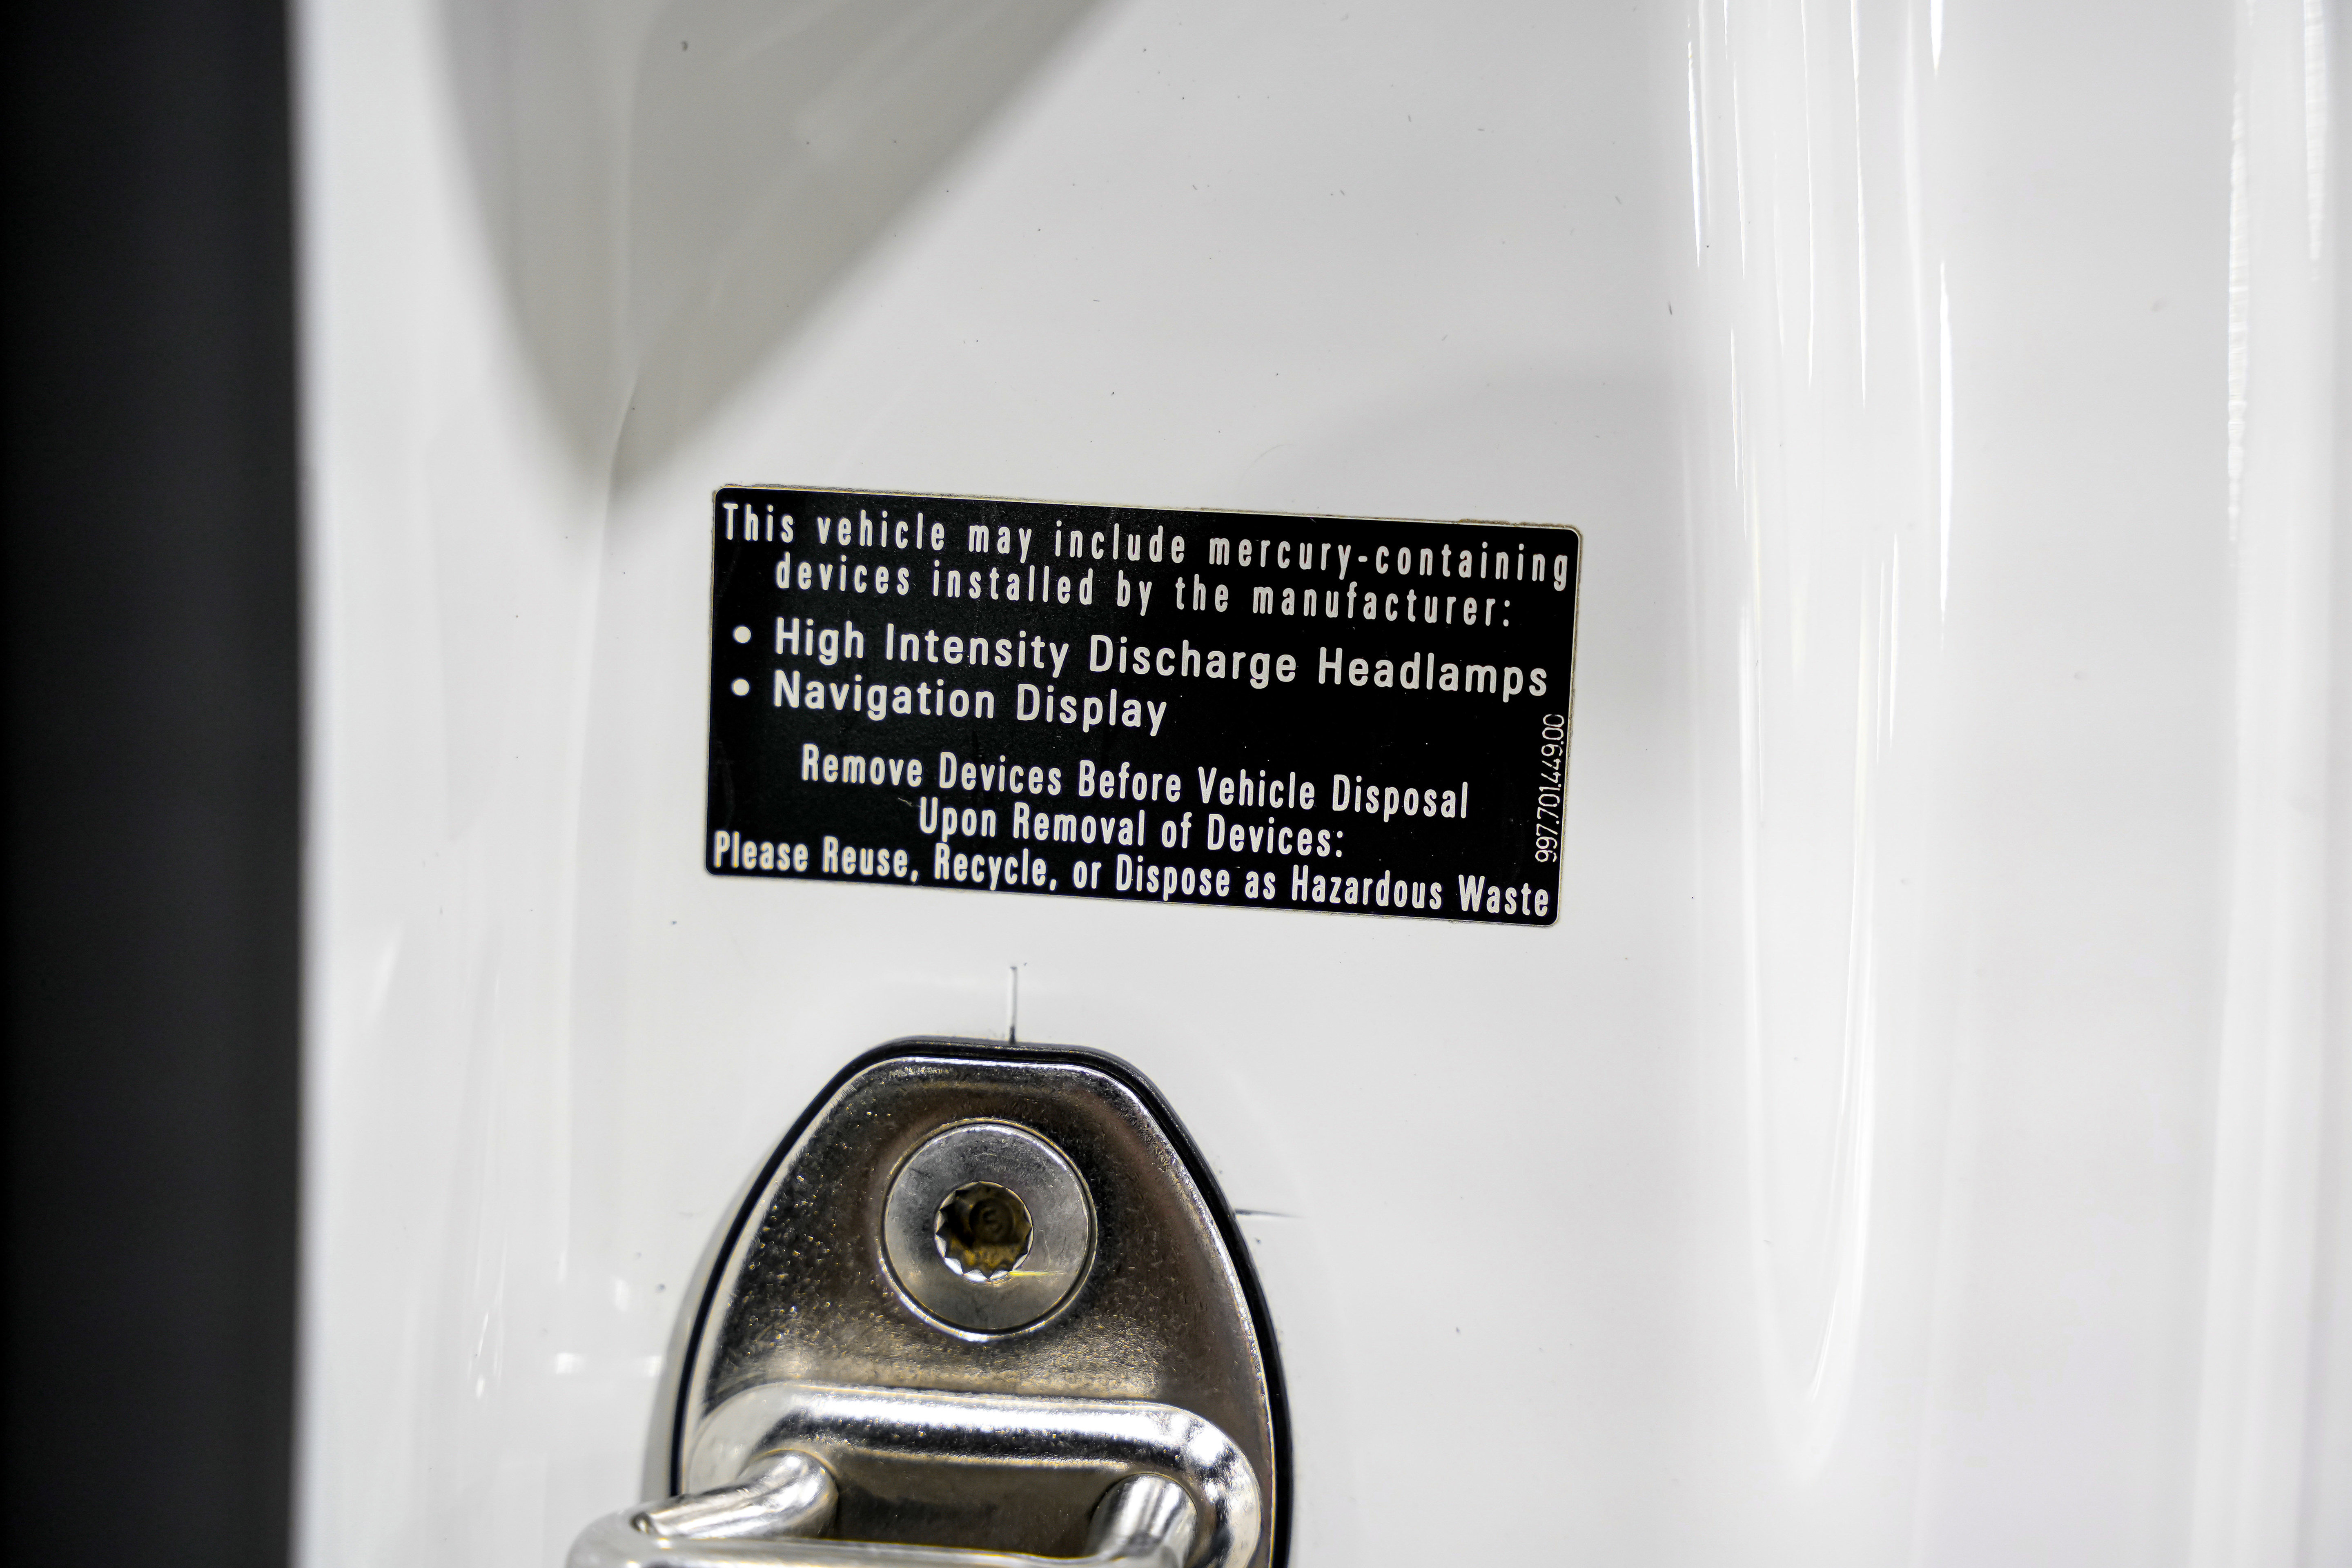 This vehicle may include mercury-containing
devices installed by the manufacturer:
• High Intensity Discharge Headlamps
• Navigation Display
Remove Devices Before Vehicle Disposal
Upon Removal of Devices:
Please Reuse, Recycle, or Dispose as Hazardous Waste
997.701.449.00